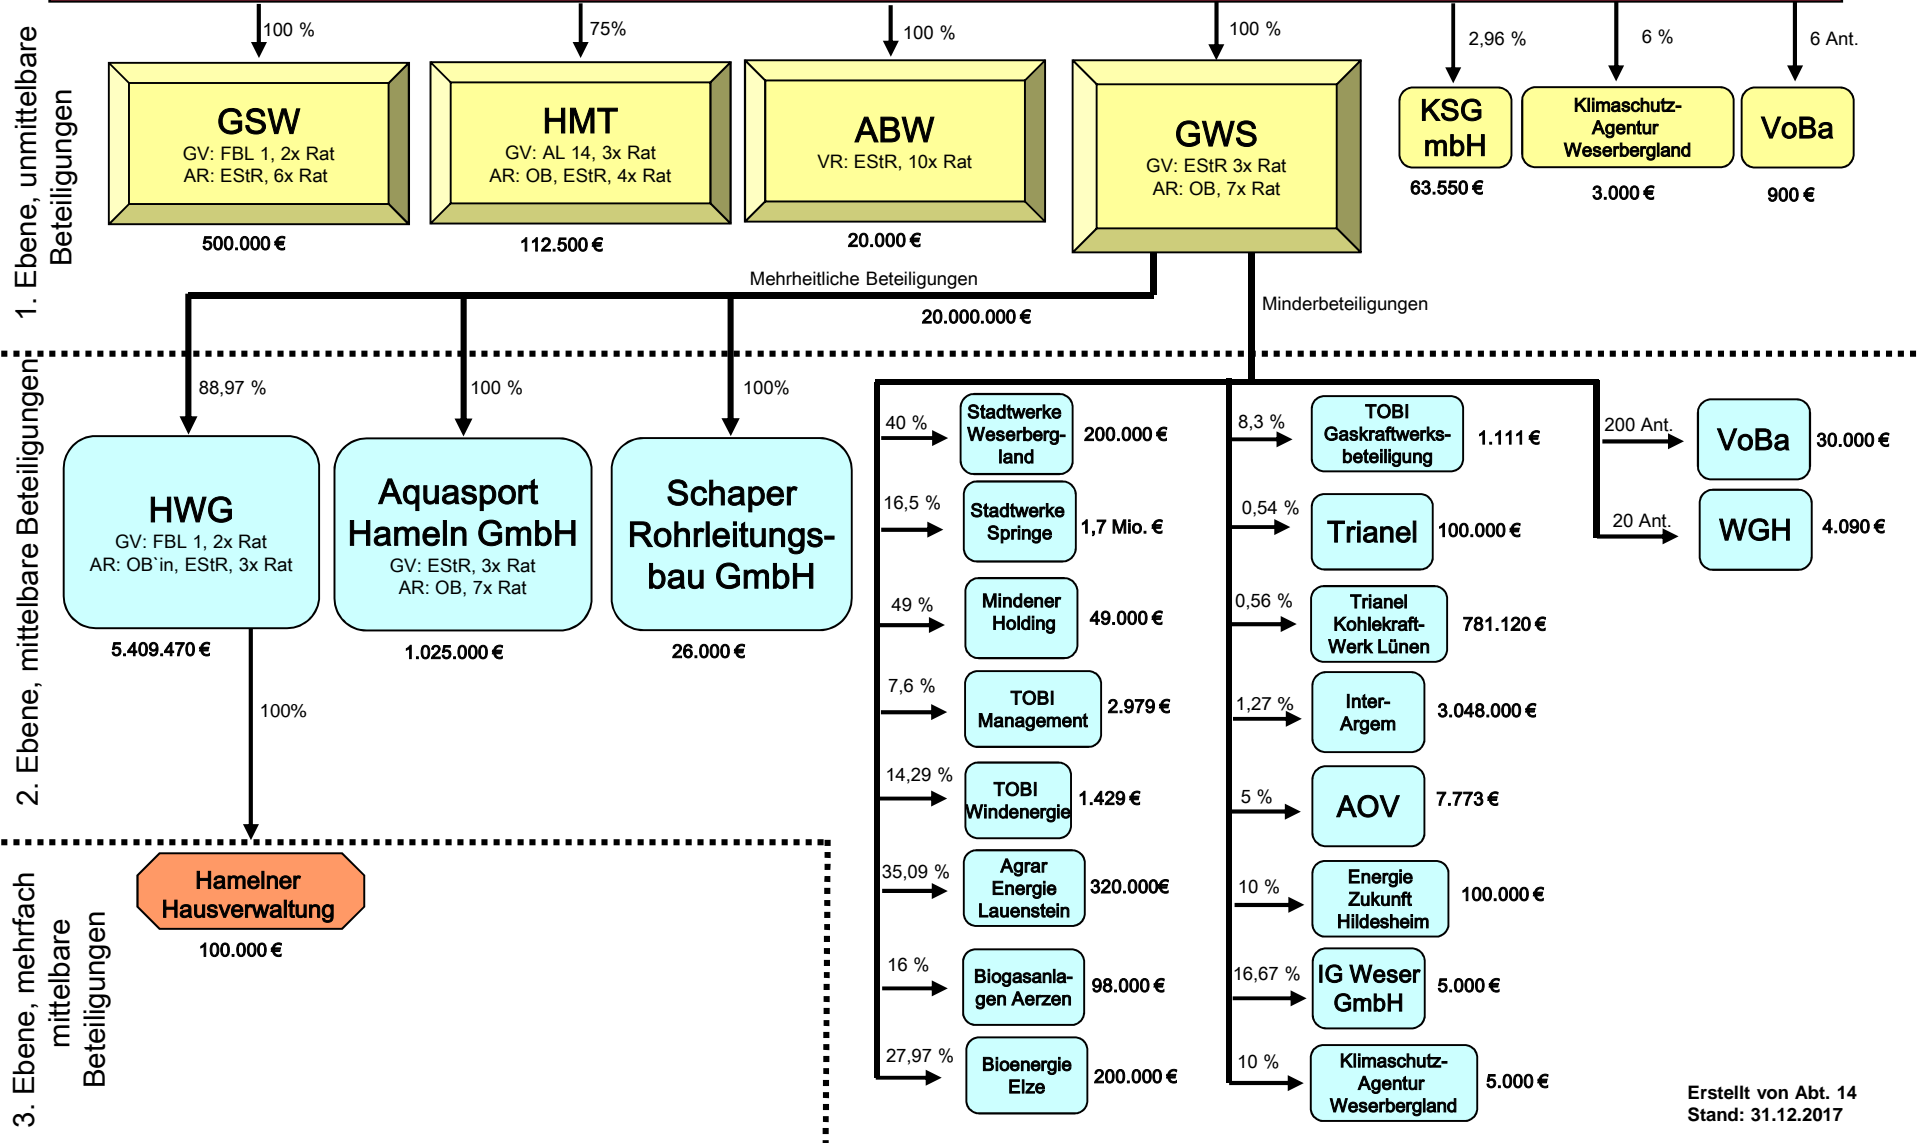 1. Ebene, unmittelbare
Beteiligungen
100 %
75%
100 %
100 %
2,96 %
6 %
6 Ant.
GSW
GV: FBL 1, 2x Rat
AR: EStR, 6x Rat
500.000 €
HMT
GV: AL 14, 3x Rat
AR: OB, EStR, 4x Rat
112.500 €
ABW
VR: EStR, 10x Rat
20.000 €
GWS
GV: EStR 3x Rat
AR: OB, 7x Rat
KSG
mbH
63.550 €
Klimaschutz-
Agentur
Weserbergland
3.000 €
VoBa
900 €
Mehrheitliche Beteiligungen
20.000.000 €
Minderbeteiligungen
2. Ebene, mittelbare Beteiligungen
88,97 %
100 %
100%
HWG
GV: FBL 1, 2x Rat
AR: OB`in, EStR, 3x Rat
5.409.470 €
Aquasport
Hameln GmbH
GV: EStR, 3x Rat
AR: OB, 7x Rat
1.025.000 €
Schaper
Rohrleitungs-
bau GmbH
26.000 €
100%
40 %
Stadtwerke
Weserberg-
land
200.000 €
16,5 %
Stadtwerke
Springe
1,7 Mio. €
49 %
Mindener
Holding
49.000 €
7,6 %
TOBI
Management
2.979 €
14,29 %
TOBI
Windenergie
1.429 €
35,09 %
Agrar
Energie
Lauenstein
320.000€
16 %
Biogasanla-
gen Aerzen
98.000 €
27,97 %
Bioenergie
Elze
200.000 €
8,3 %
TOBI
Gaskraftwerks-
beteiligung
1.111 €
0,54 %
Trianel
100.000 €
0,56 %
Trianel
Kohlekraft-
Werk Lünen
781.120 €
1,27 %
Inter-
Argem
3.048.000 €
5 %
AOV
7.773 €
10 %
Energie
Zukunft
Hildesheim
100.000 €
16,67 %
IG Weser
GmbH
5.000 €
10 %
Klimaschutz-
Agentur
Weserbergland
5.000 €
200 Ant.
VoBa
30.000 €
20 Ant.
WGH
4.090 €
3. Ebene, mehrfach
mittelbare
Beteiligungen
Hamelner
Hausverwaltung
100.000 €
Erstellt von Abt. 14
Stand: 31.12.2017